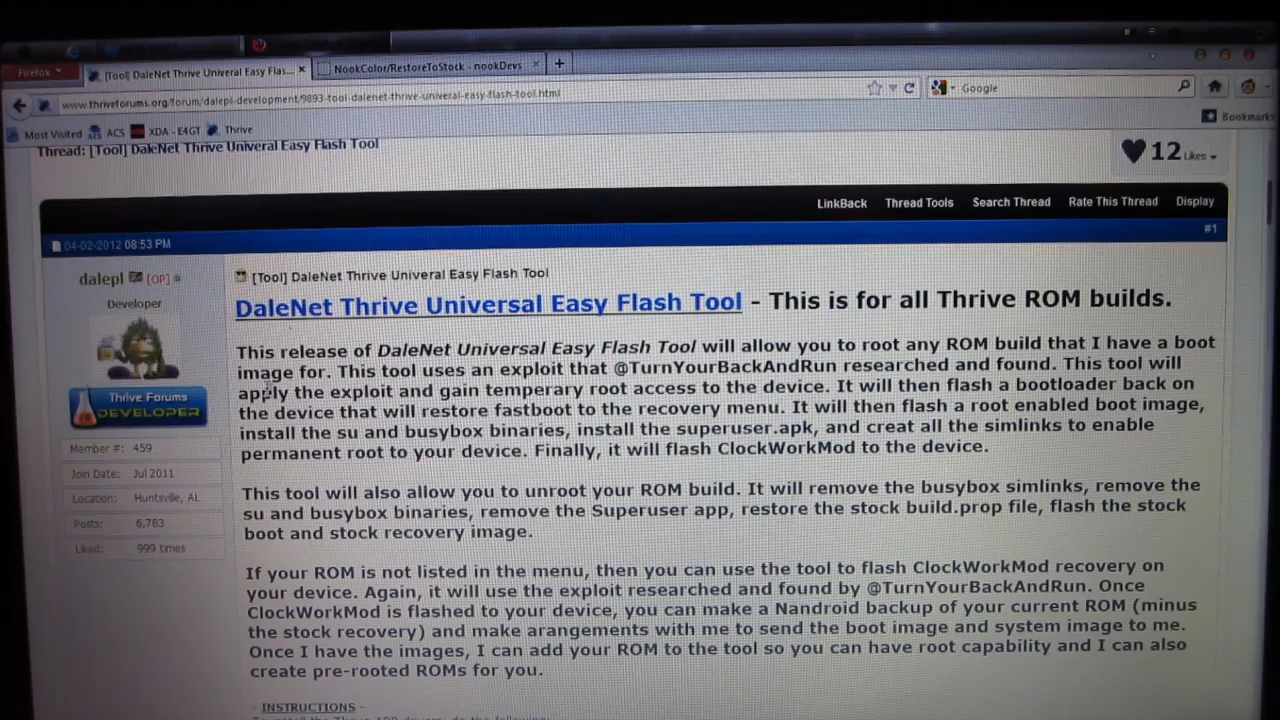 Firefox
[Tool] DaleNet Thrive Univeral Easy Flas...
NookColor/RestoreToStock - nookDevs
www.thriveforums.org/forum/dalepl-development/9893-tool-dalenet-thrive-univeral-easy-flash-tool.html
Google
Most Visited ACS XDA - E4GT Thrive
Bookmarks
Thread: [Tool] DaleNet Thrive Univeral Easy Flash Tool
12 Likes
LinkBack Thread Tools Search Thread Rate This Thread Display
04-02-2012 08:53 PM
#1
dalepl [OP]
Developer
Thrive Forums
DEVELOPER
Member #: 459
Join Date: Jul 2011
Location: Huntsville, AL
Posts: 6,783
Liked: 999 times
[Tool] DaleNet Thrive Univeral Easy Flash Tool
DaleNet Thrive Universal Easy Flash Tool - This is for all Thrive ROM builds.
This release of DaleNet Universal Easy Flash Tool will allow you to root any ROM build that I have a boot
image for. This tool uses an exploit that @TurnYourBackAndRun researched and found. This tool will
apply the exploit and gain temperary root access to the device. It will then flash a bootloader back on
the device that will restore fastboot to the recovery menu. It will then flash a root enabled boot image,
install the su and busybox binaries, install the superuser.apk, and creat all the simlinks to enable
permanent root to your device. Finally, it will flash ClockWorkMod to the device.
This tool will also allow you to unroot your ROM build. It will remove the busybox simlinks, remove the
su and busybox binaries, remove the Superuser app, restore the stock build.prop file, flash the stock
boot and stock recovery image.
If your ROM is not listed in the menu, then you can use the tool to flash ClockWorkMod recovery on
your device. Again, it will use the exploit researched and found by @TurnYourBackAndRun. Once
ClockWorkMod is flashed to your device, you can make a Nandroid backup of your current ROM (minus
the stock recovery) and make arangements with me to send the boot image and system image to me.
Once I have the images, I can add your ROM to the tool so you can have root capability and I can also
create pre-rooted ROMs for you.
- INSTRUCTIONS -